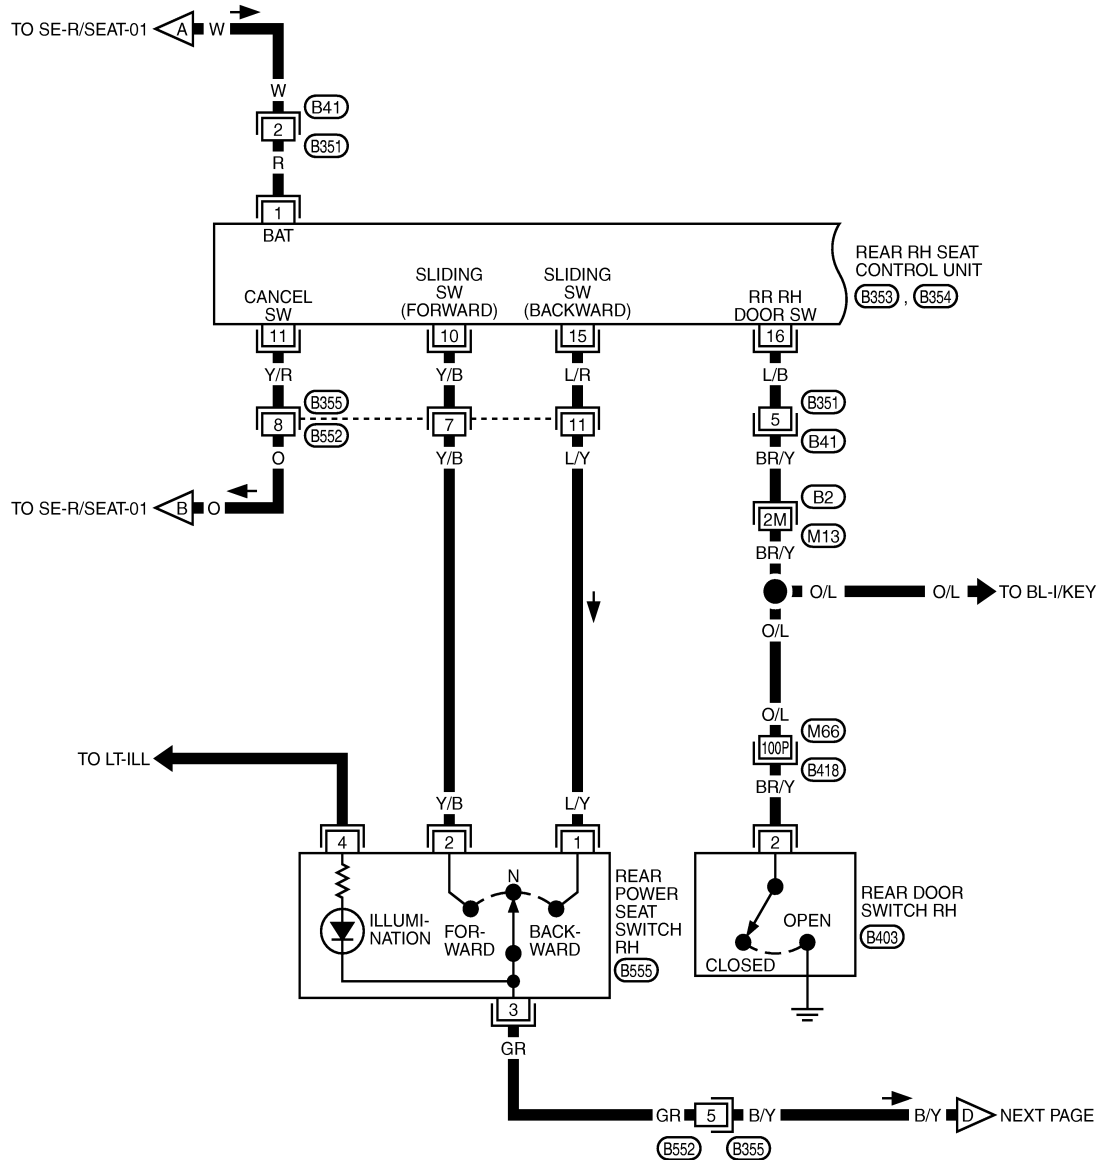 TO SE-R/SEAT-01
A
W
W
B41
2
B351
R
1
BAT
REAR RH SEAT
CONTROL UNIT
B353 , B354
CANCEL
SW
SLIDING
SW
(FORWARD)
SLIDING
SW
(BACKWARD)
RR RH
DOOR SW
11
10
15
16
Y/R
Y/B
L/R
L/B
B355
B351
8
7
11
5
B552
B41
O
Y/B
L/Y
BR/Y
TO SE-R/SEAT-01
B
O
B2
2M
M13
BR/Y
O/L
O/L
TO BL-I/KEY
O/L
O/L
M66
100P
B418
BR/Y
TO LT-ILL
Y/B
L/Y
4
2
1
2
N
ILLUMI-
NATION
FOR-
WARD
BACK-
WARD
REAR
POWER
SEAT
SWITCH
RH
B555
OPEN
CLOSED
REAR DOOR
SWITCH RH
B403
3
GR
GR
5
B/Y
B/Y
D
NEXT PAGE
B552
B355